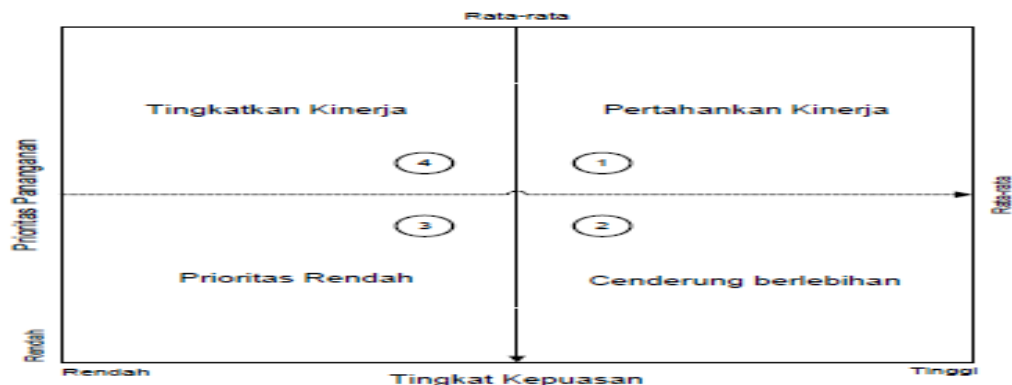 Rata-rata
Tingkatkan Kinerja
Pertahankan Kinerja
4
1
Prioritas Pananganan
Rata-rata
3
2
Prioritas Rendah
Cenderung berlebihan
Rendah
Rendah
Tingkat Kepuasan
Tinggi